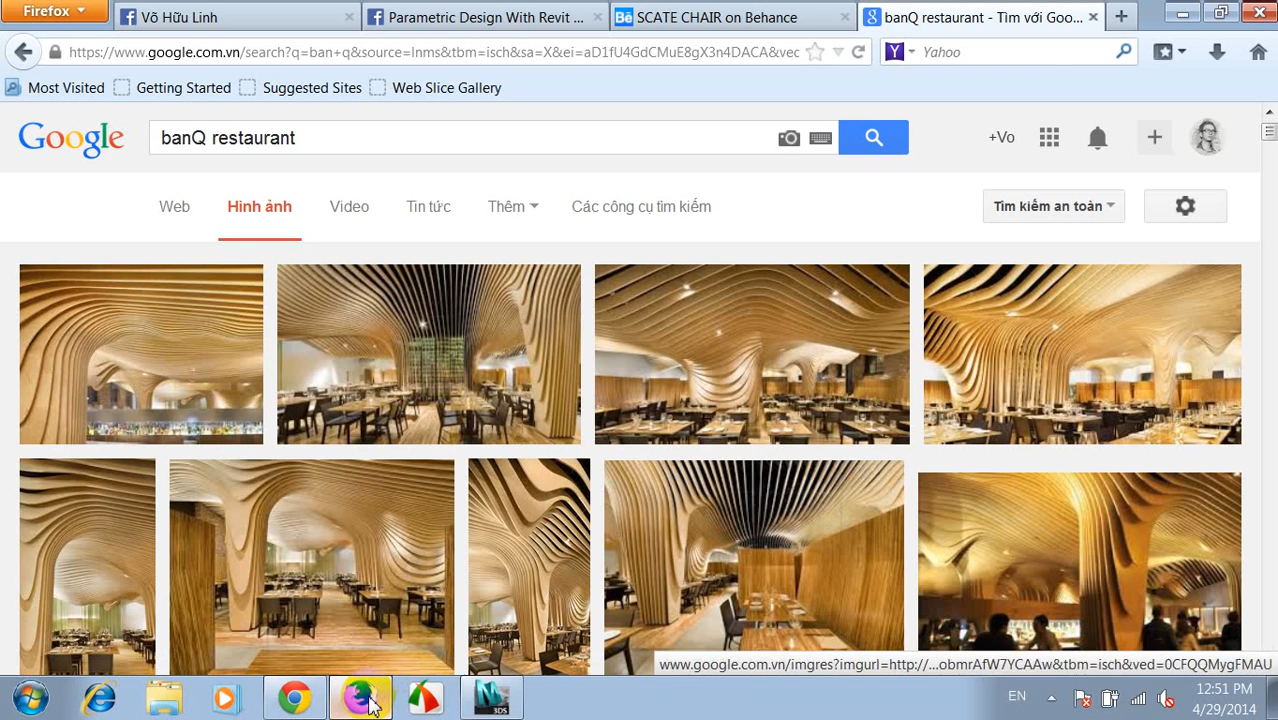 Firefox
Võ Hữu Linh
Parametric Design With Revit ...
SCATE CHAIR on Behance
banQ restaurant - Tìm với Goo...
https://www.google.com.vn/search?q=ban+q&source=lnms&tbm=isch&sa=X&ei=aD1fU4GdCMuE8gX3r4DACA&vec
Yahoo
Most Visited
Getting Started
Suggested Sites
Web Slice Gallery
Google
banQ restaurant
+Vo
Web
Hình ảnh
Video
Tin tức
Thêm
Các công cụ tìm kiếm
Tìm kiếm an toàn
www.google.com.vn/imgres?imgurl=http://...obmrAfW7YCAAw&tbm=isch&ved=0CFQQMygFMAU
3DS
EN
12:51 PM
4/29/2014